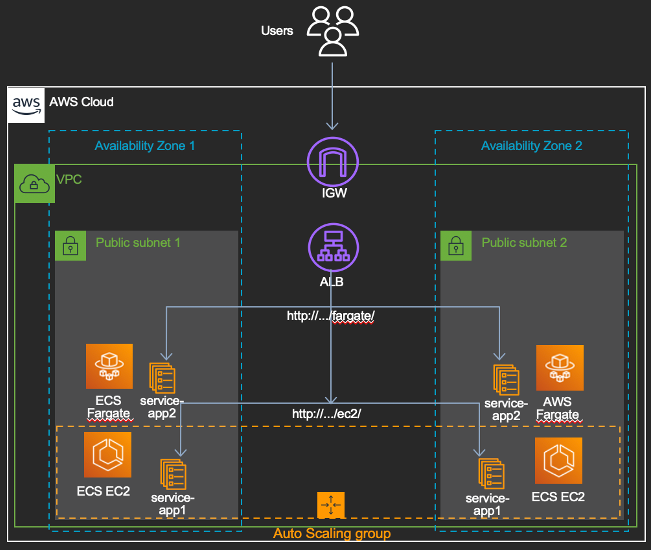 Users
aws
AWS Cloud
Availability Zone 1
Availability Zone 2
IGW
VPC
Public subnet 1
Public subnet 2
ALB
http://.../fargate/
ECS
Fargate
service-
app2
service-
app2
AWS
Fargate
http://.../ec2/
ECS EC2
service-
app1
service-
app1
ECS EC2
Auto Scaling group